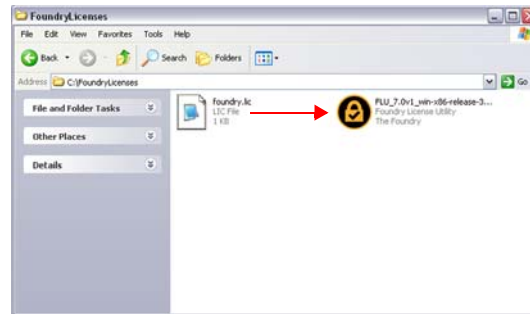 FoundryLicenses
File Edit View Favorites Tools Help
Back Search Folders
Address C:\FoundryLicenses Go
File and Folder Tasks
Other Places
Details
foundry.lic
LIC File
1 KB
FLU_7.0v1_win-x86-release-3...
Foundry License Utility
The Foundry